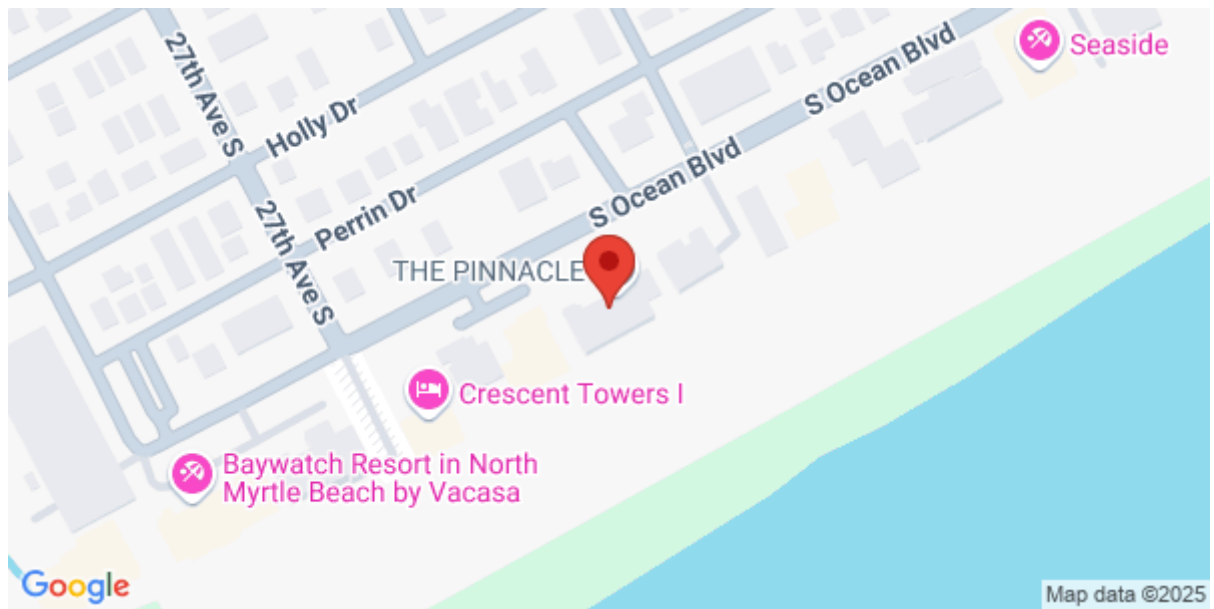 27th Ave S
Holly Dr
S Ocean Blvd
Seaside
Perrin Dr
S Ocean Blvd
27th Ave S
THE PINNACLE
Crescent Towers I
Baywatch Resort in North
Myrtle Beach by Vacasa
Google
Map data ©2025